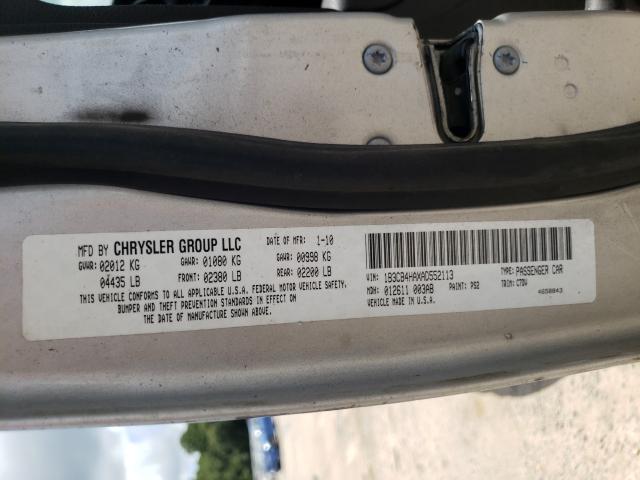 MFD BY CHRYSLER GROUP LLC DATE OF MFR: 1-10
GVWR: 02012 KG GAWR: 01080 KG GAWR: 00998 KG
04435 LB FRONT: 02380 LB REAR: 02200 LB
THIS VEHICLE CONFORMS TO ALL APPLICABLE U.S.A. FEDERAL MOTOR VEHICLE SAFETY,
BUMPER AND THEFT PREVENTION STANDARDS IN EFFECT ON
THE DATE OF MANUFACTURE SHOWN ABOVE.
VIN: 1B3CB4HAXAD552113 TYPE: PASSENGER CAR
MDH: 012611 003AB PAINT: PS2 TRIM: C7DV
MADE IN U.S.A. 4650843